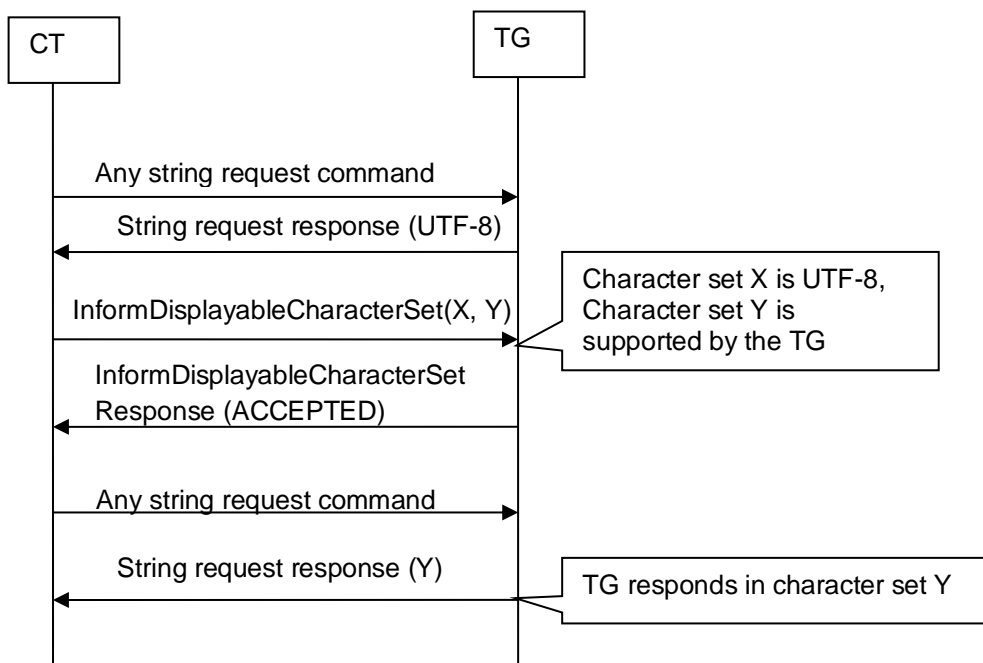 CT
TG
Any string request command
String request response (UTF-8)
InformDisplayableCharacterSet(X, Y)
Character set X is UTF-8,
Character set Y is
supported by the TG
InformDisplayableCharacterSet
Response (ACCEPTED)
Any string request command
String request response (Y)
TG responds in character set Y